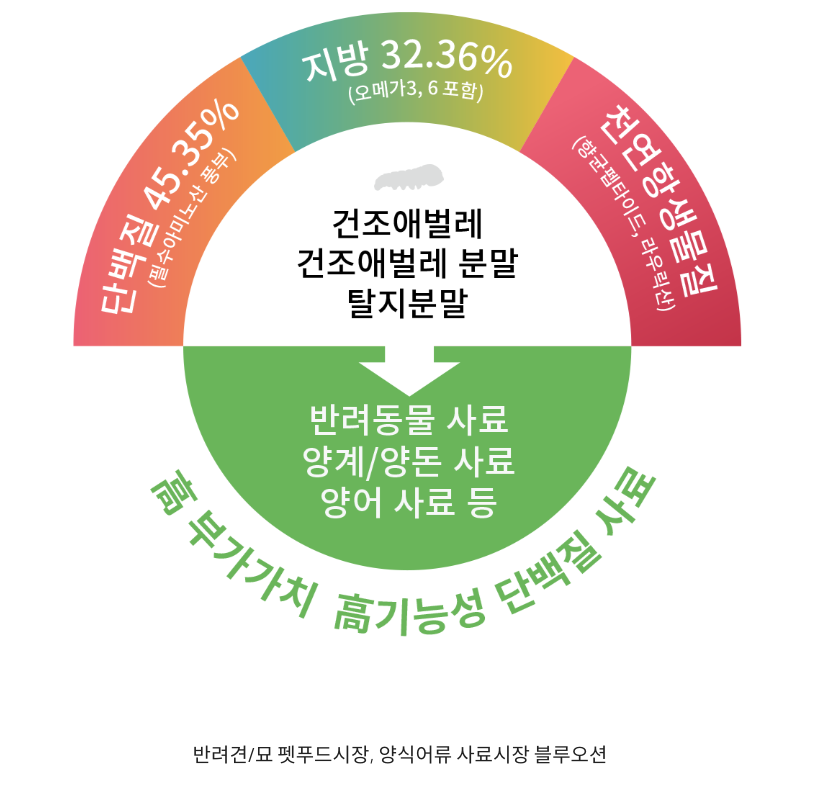 단백질 45.35%
(필수아미노산 풍부)
지방 32.36%
(오메가3, 6 포함)
천연항생물질
(항균펩타이드, 라우릭산)
건조애벌레
건조애벌레 분말
탈지분말
반려동물 사료
양계/양돈 사료
양어 사료 등
高 부가가치 高기능성 단백질 사료
반려견/묘 펫푸드시장, 양식어류 사료시장 블루오션